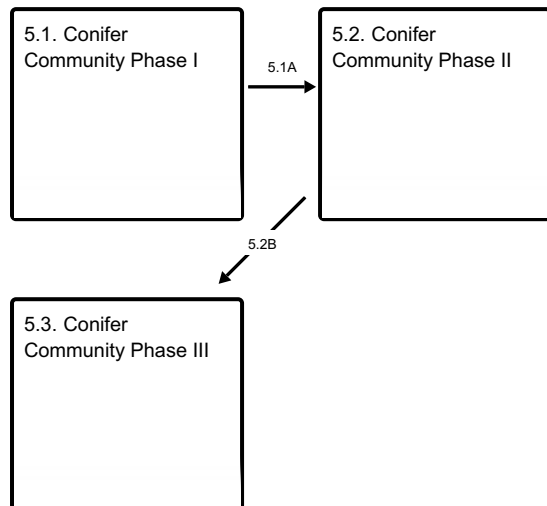 5.1. Conifer
Community Phase I
5.1A
5.2. Conifer
Community Phase II
5.2B
5.3. Conifer
Community Phase III